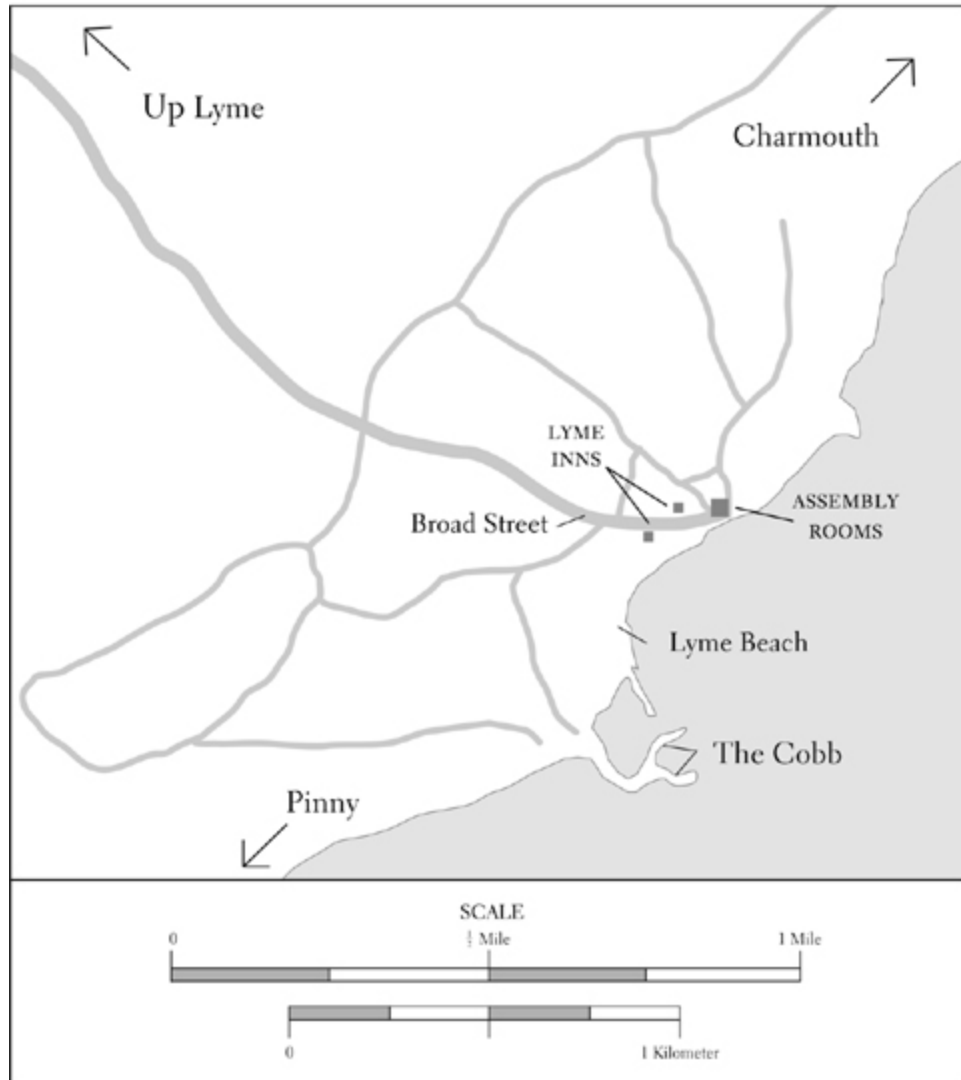 Up Lyme
Charmouth
LYME
INNS
Broad Street
ASSEMBLY
ROOMS
Lyme Beach
The Cobb
Pinny
SCALE
0
½ Mile
1 Mile
0
1 Kilometer